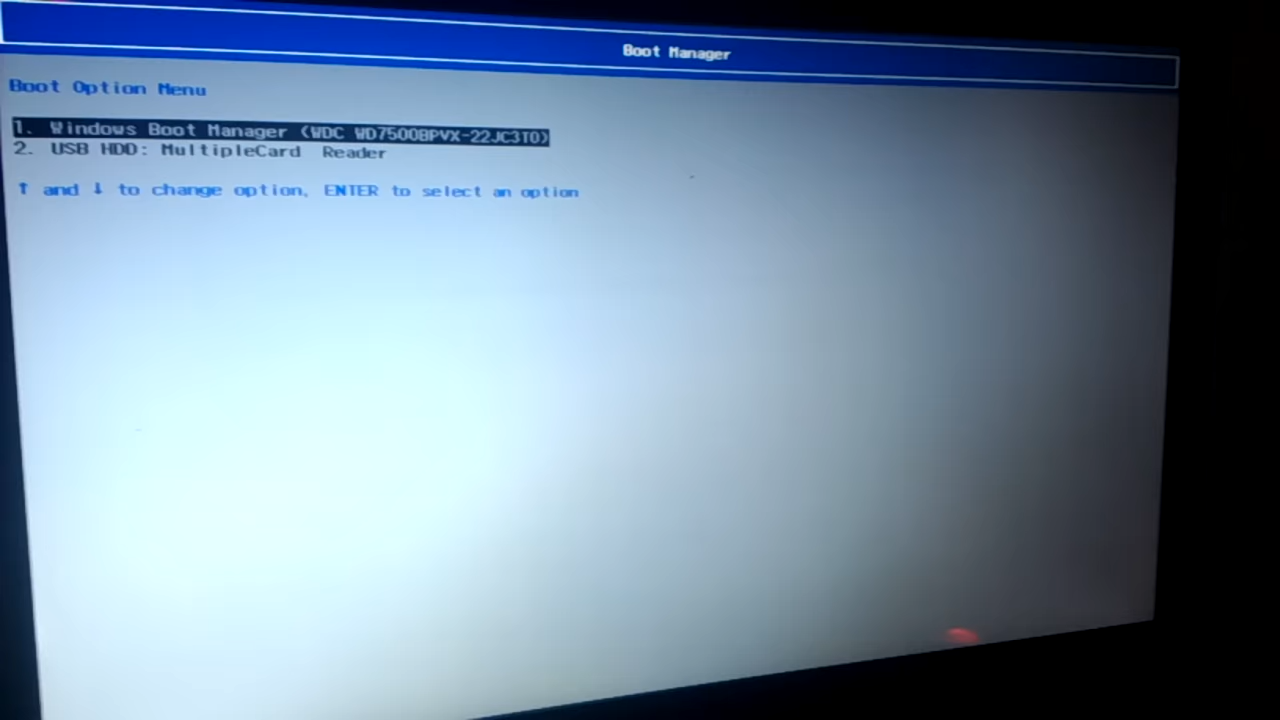 Boot Manager
Boot Option Menu
1. Windows Boot Manager (WDC WD7500BPVX-22JC3T0)
2. USB HDD: MultipleCard Reader
↑ and ↓ to change option, ENTER to select an option